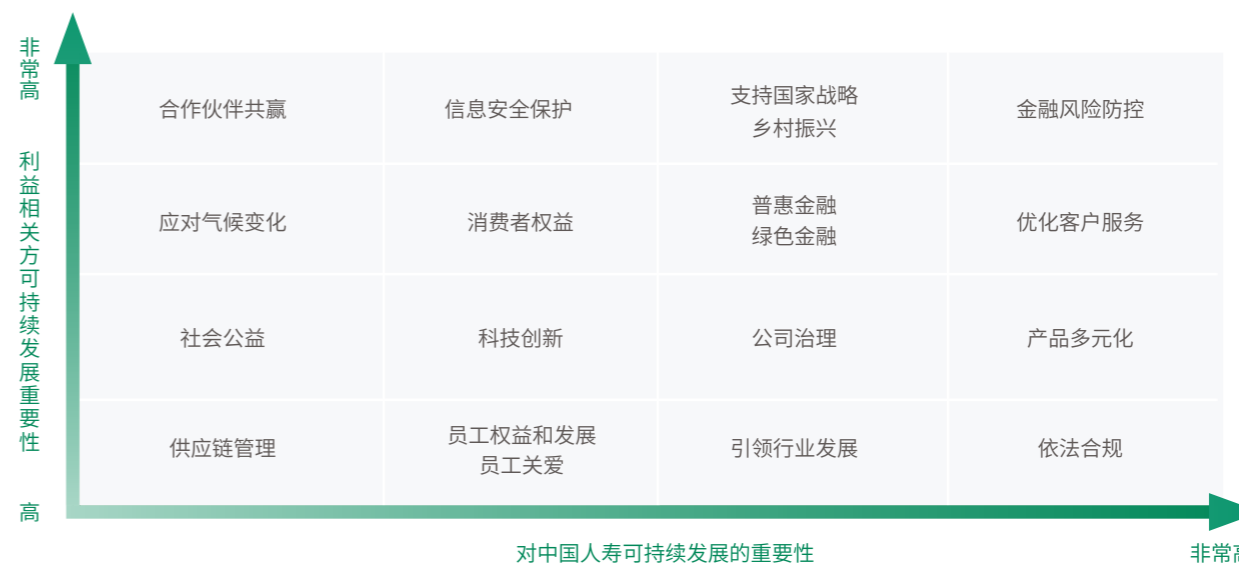 非常高
利益相关方可持续发展重要性
高
合作伙伴共赢
信息安全保护
支持国家战略
乡村振兴
金融风险防控
应对气候变化
消费者权益
普惠金融
绿色金融
优化客户服务
社会公益
科技创新
公司治理
产品多元化
供应链管理
员工权益和发展
员工关爱
引领行业发展
依法合规
对中国人寿可持续发展的重要性
非常高